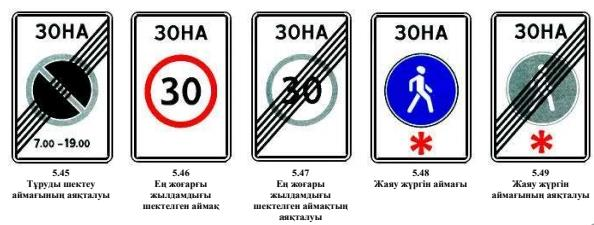 ЗОНА
7.00 – 19.00
5.45
Тұруды шектеу
аймағының аяқталуы
ЗОНА
30
5.46
Ең жоғарғы
жылдамдығы
шектелген аймақ
ЗОНА
30
5.47
Ең жоғары
жылдамдығы
шектелген аймақтың
аяқталуы
ЗОНА
*
5.48
Жаяу жүргін аймағы
ЗОНА
*
5.49
Жаяу жүргін
аймағының аяқталуы